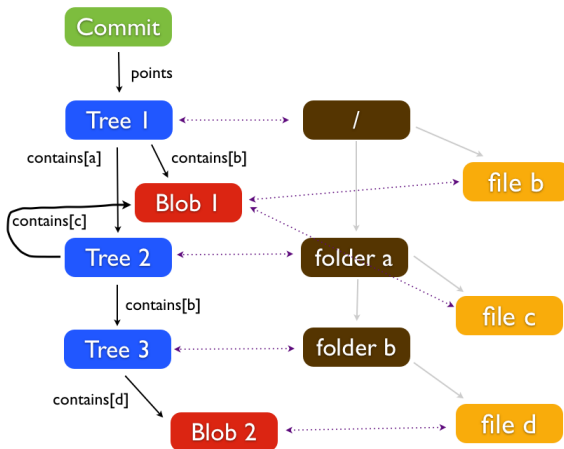 Commit
points
Tree 1
/
contains[a]
contains[b]
file b
Blob 1
contains[c]
Tree 2
folder a
contains[b]
file c
Tree 3
folder b
contains[d]
Blob 2
file d